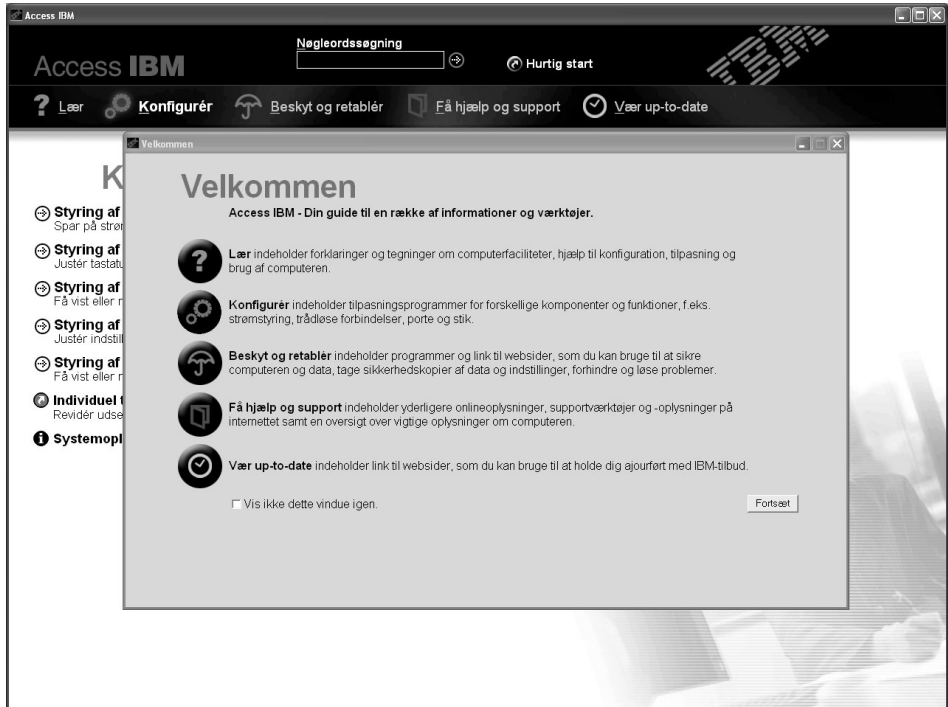 Access IBM
Access IBM
Nøgleordssøgning
Hurtig start
IBM
? Lær
Konfigurér
Beskyt og retablér
Få hjælp og support
Vær up-to-date
K
Styring af
Spar på strøm
Styring af
Justér tastatu
Styring af
Få vist eller r
Styring af
Justér indstill
Styring af
Få vist eller r
Individuel t
Revidér udse
Systemopl
Velkommen
Velkommen
Access IBM - Din guide til en række af informationer og værktøjer.
Lær indeholder forklaringer og tegninger om computerfaciliteter, hjælp til konfiguration, tilpasning og
brug af computeren.
Konfigurér indeholder tilpasningsprogrammer for forskellige komponenter og funktioner, f.eks.
strømstyring, trådløse forbindelser, porte og stik.
Beskyt og retablér indeholder programmer og link til websider, som du kan bruge til at sikre
computeren og data, tage sikkerhedskopier af data og indstillinger, forhindre og løse problemer.
Få hjælp og support indeholder yderligere onlineoplysninger, supportværktøjer og -oplysninger på
internettet samt en oversigt over vigtige oplysninger om computeren.
Vær up-to-date indeholder link til websider, som du kan bruge til at holde dig ajourført med IBM-tilbud.
Vis ikke dette vindue igen.
Fortsæt